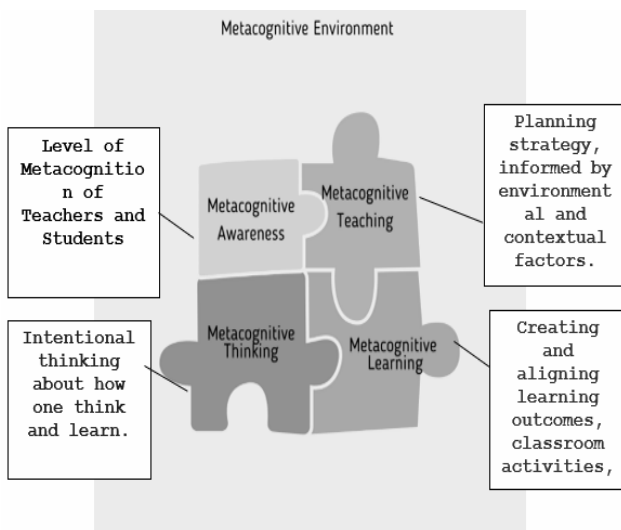 Metacognitive Environment
Level of
Metacognitio
n of
Teachers and
Students
Metacognitive
Awareness
Metacognitive
Teaching
Planning
strategy,
informed by
environment
al and
contextual
factors.
Intentional
thinking
about how
one think
and learn.
Metacognitive
Thinking
Metacognitive
Learning
Creating
and
aligning
learning
outcomes,
classroom
activities,